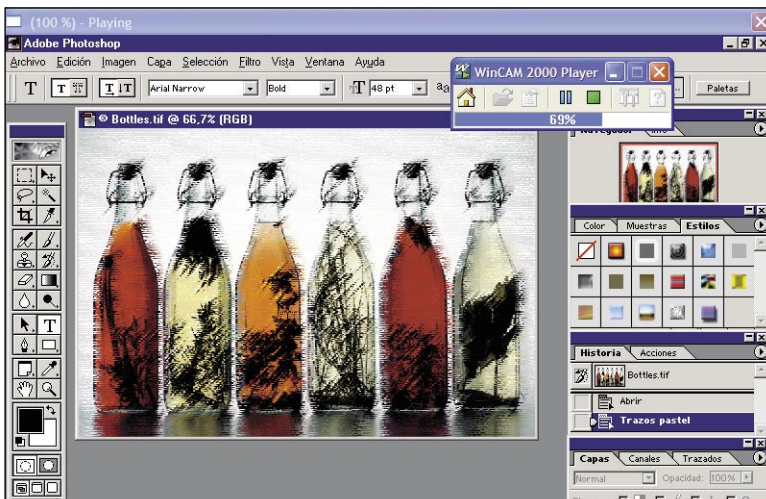 (100 %) - Playing
Adobe Photoshop
Archivo Edición Imagen Capa Selección Filtro Vista Ventana Ayuda
WinCAM 2000 Player
69%
T T T Arial Narrow Bold T 48 pt aa Paletas
Bottles.tif @ 66,7% (RGB)
Color Muestras Estilos
Historia Acciones
Bottles.tif
Abrir
Trazos pastel
Capas Canales Trazados
Normal Opacidad: 100%